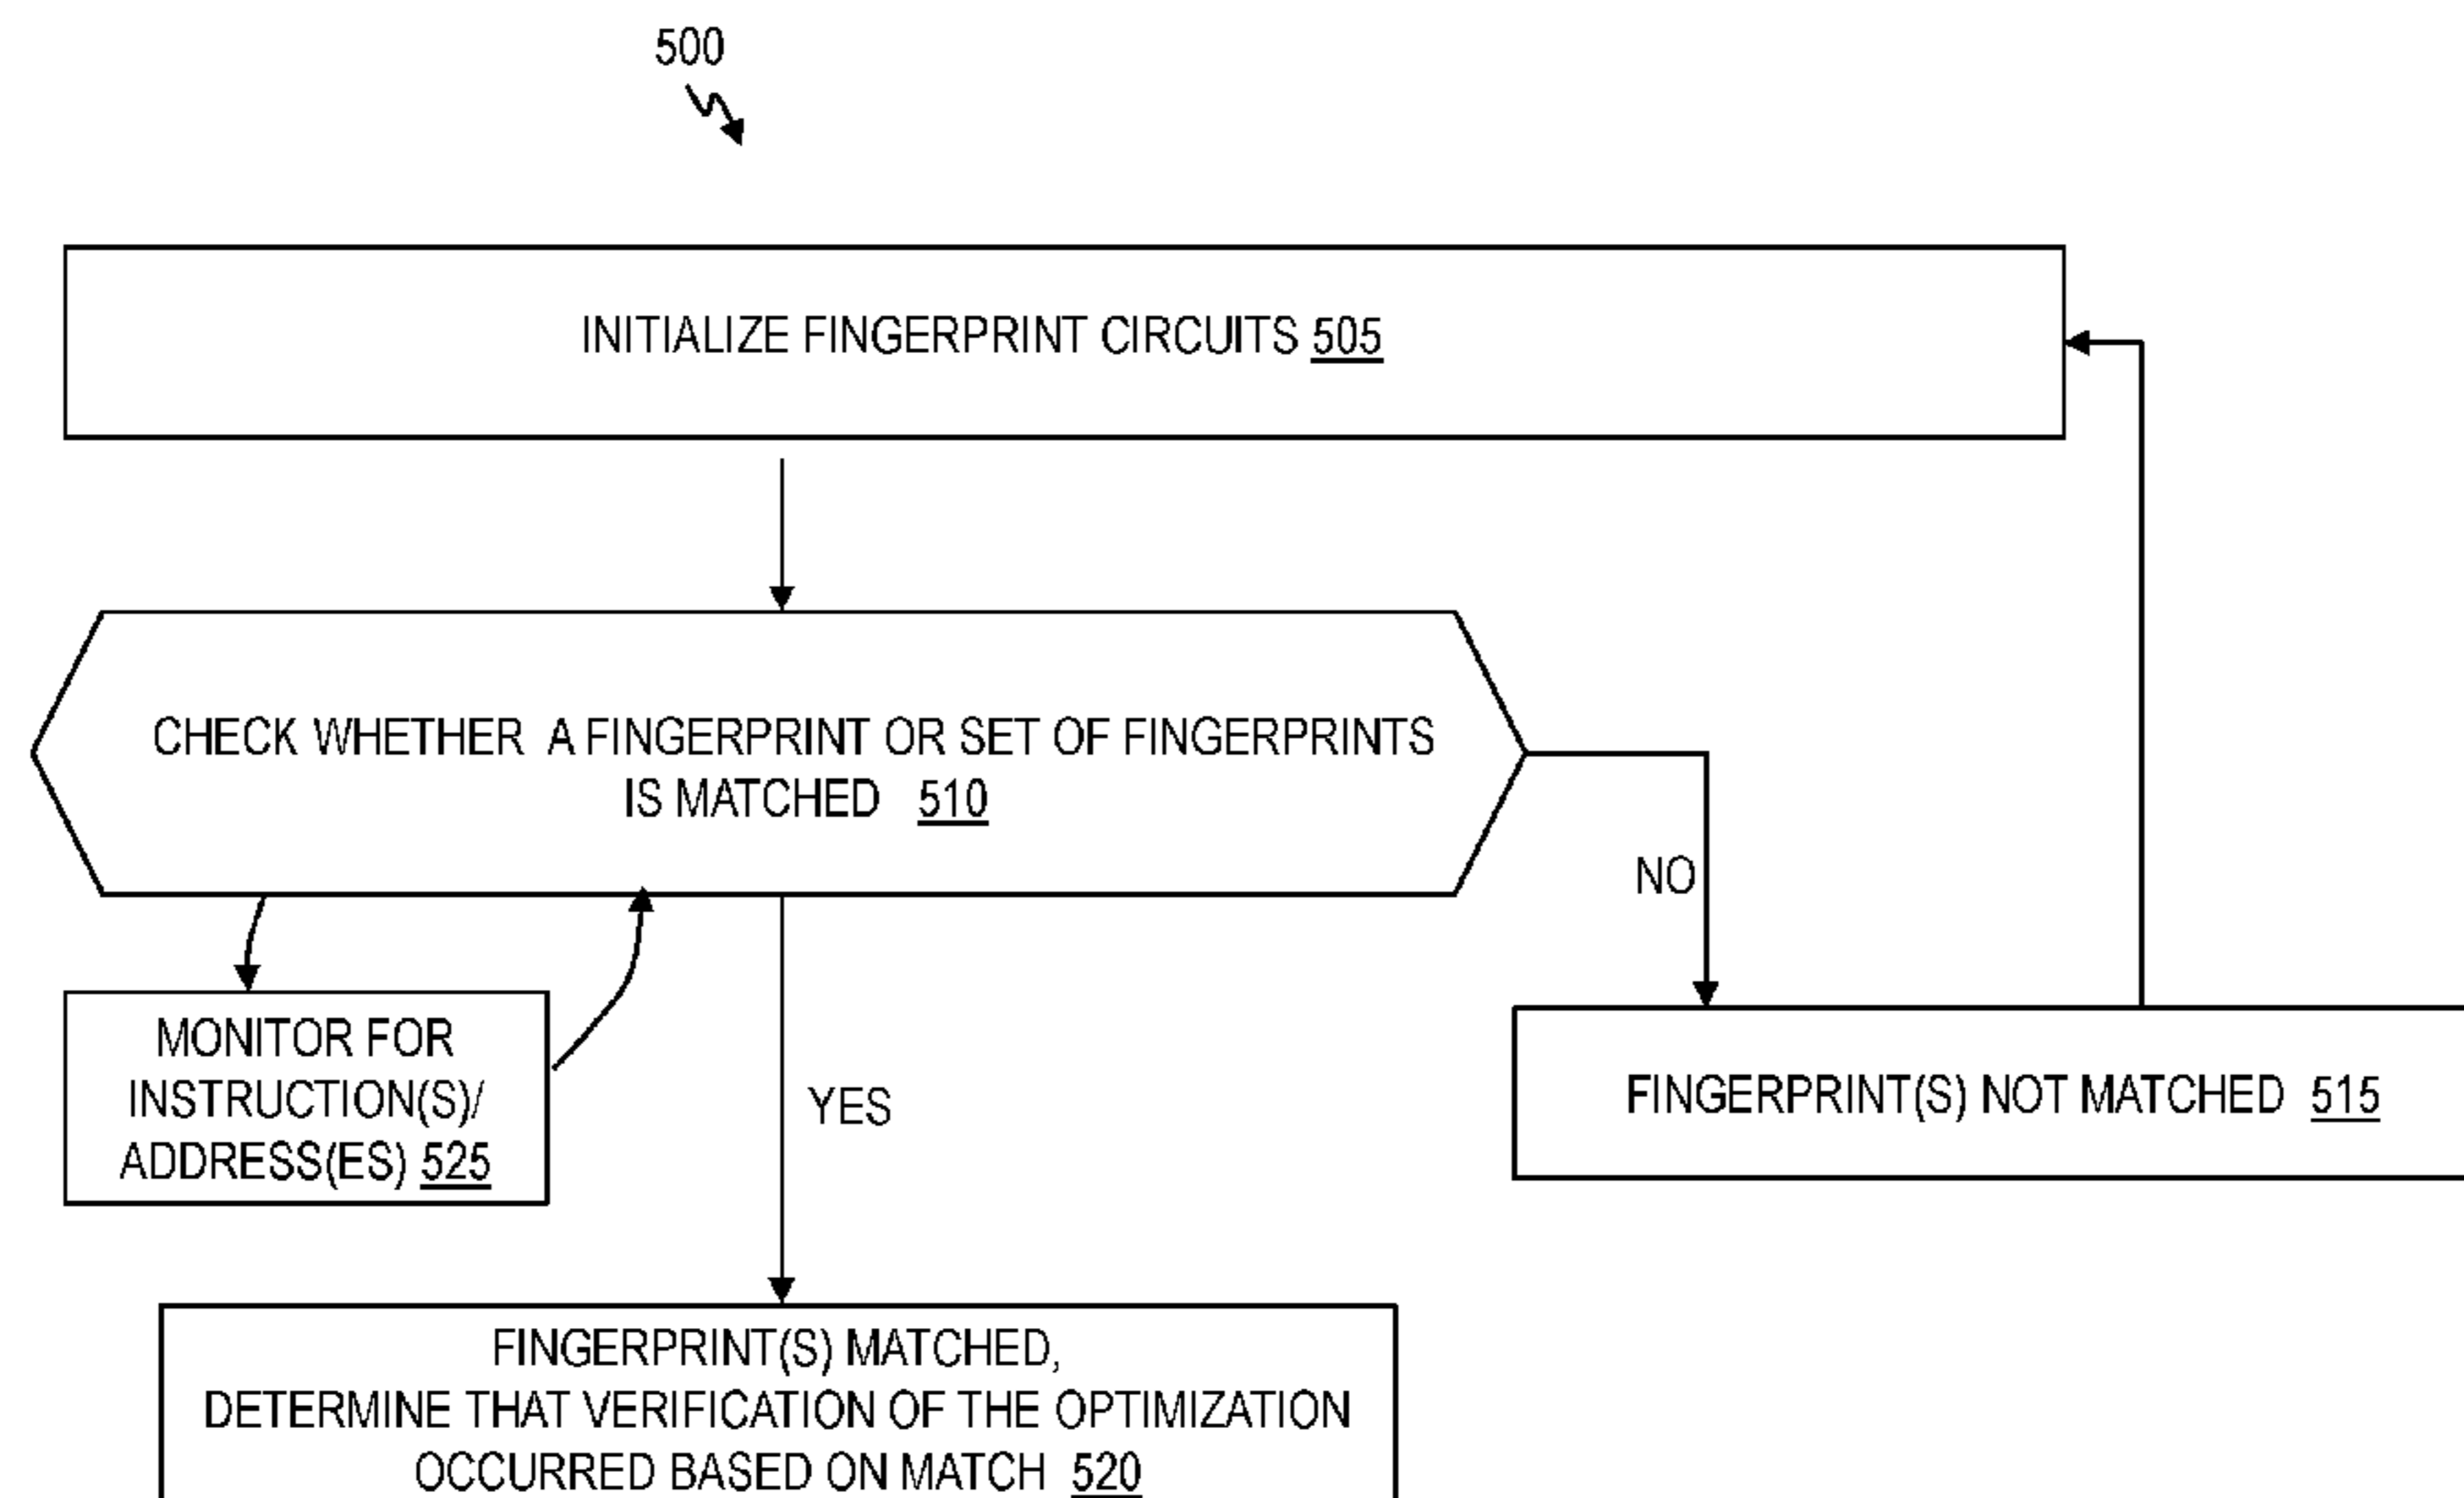 500
INITIALIZE FINGERPRINT CIRCUITS 505
CHECK WHETHER A FINGERPRINT OR SET OF FINGERPRINTS
IS MATCHED 510
NO
MONITOR FOR
INSTRUCTION(S)/
ADDRESS(ES) 525
YES
FINGERPRINT(S) NOT MATCHED 515
FINGERPRINT(S) MATCHED,
DETERMINE THAT VERIFICATION OF THE OPTIMIZATION
OCCURRED BASED ON MATCH 520